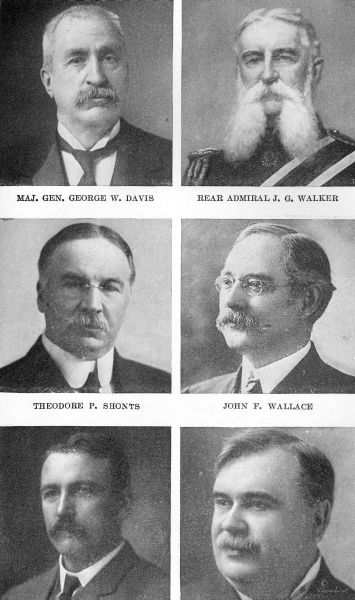 MAJ. GEN. GEORGE W. DAVIS
REAR ADMIRAL J. G. WALKER
THEODORE P. SHONTS
JOHN F. WALLACE